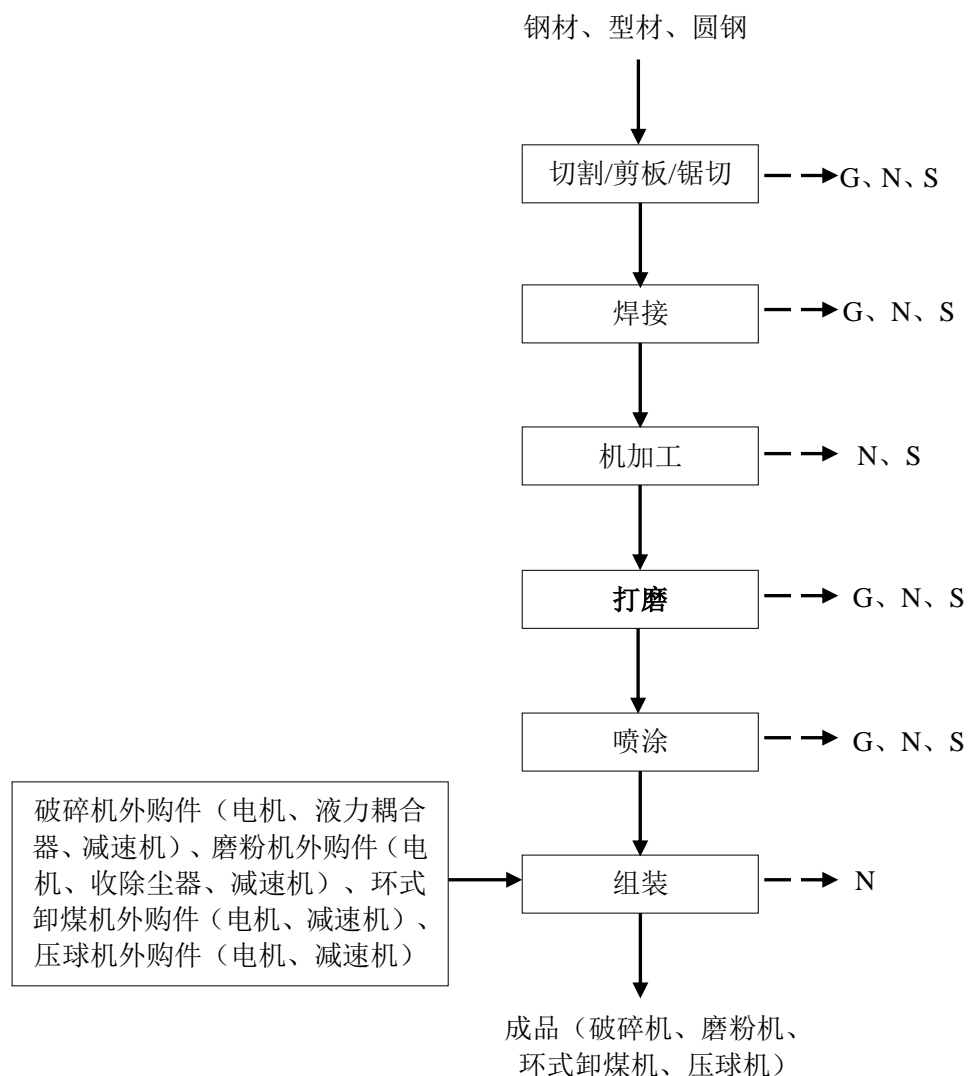 钢材、型材、圆钢
切割/剪板/锯切
G、N、S
焊接
G、N、S
机加工
N、S
打磨
G、N、S
喷涂
G、N、S
破碎机外购件（电机、液力耦合
器、减速机）、磨粉机外购件（电
机、收除尘器、减速机）、环式
卸煤机外购件（电机、减速机）、
压球机外购件（电机、减速机）
组装
N
成品（破碎机、磨粉机、
环式卸煤机、压球机）